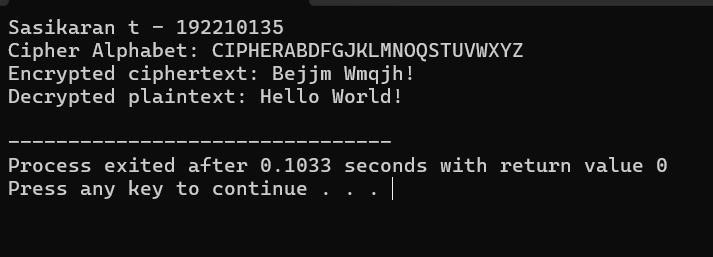 Sasikaran t - 192210135
Cipher Alphabet: CIPHERABDFGJKLMNOQSTUVWXYZ
Encrypted ciphertext: Bejjm Wmqjh!
Decrypted plaintext: Hello World!
--------------------------------
Process exited after 0.1033 seconds with return value 0
Press any key to continue . . .